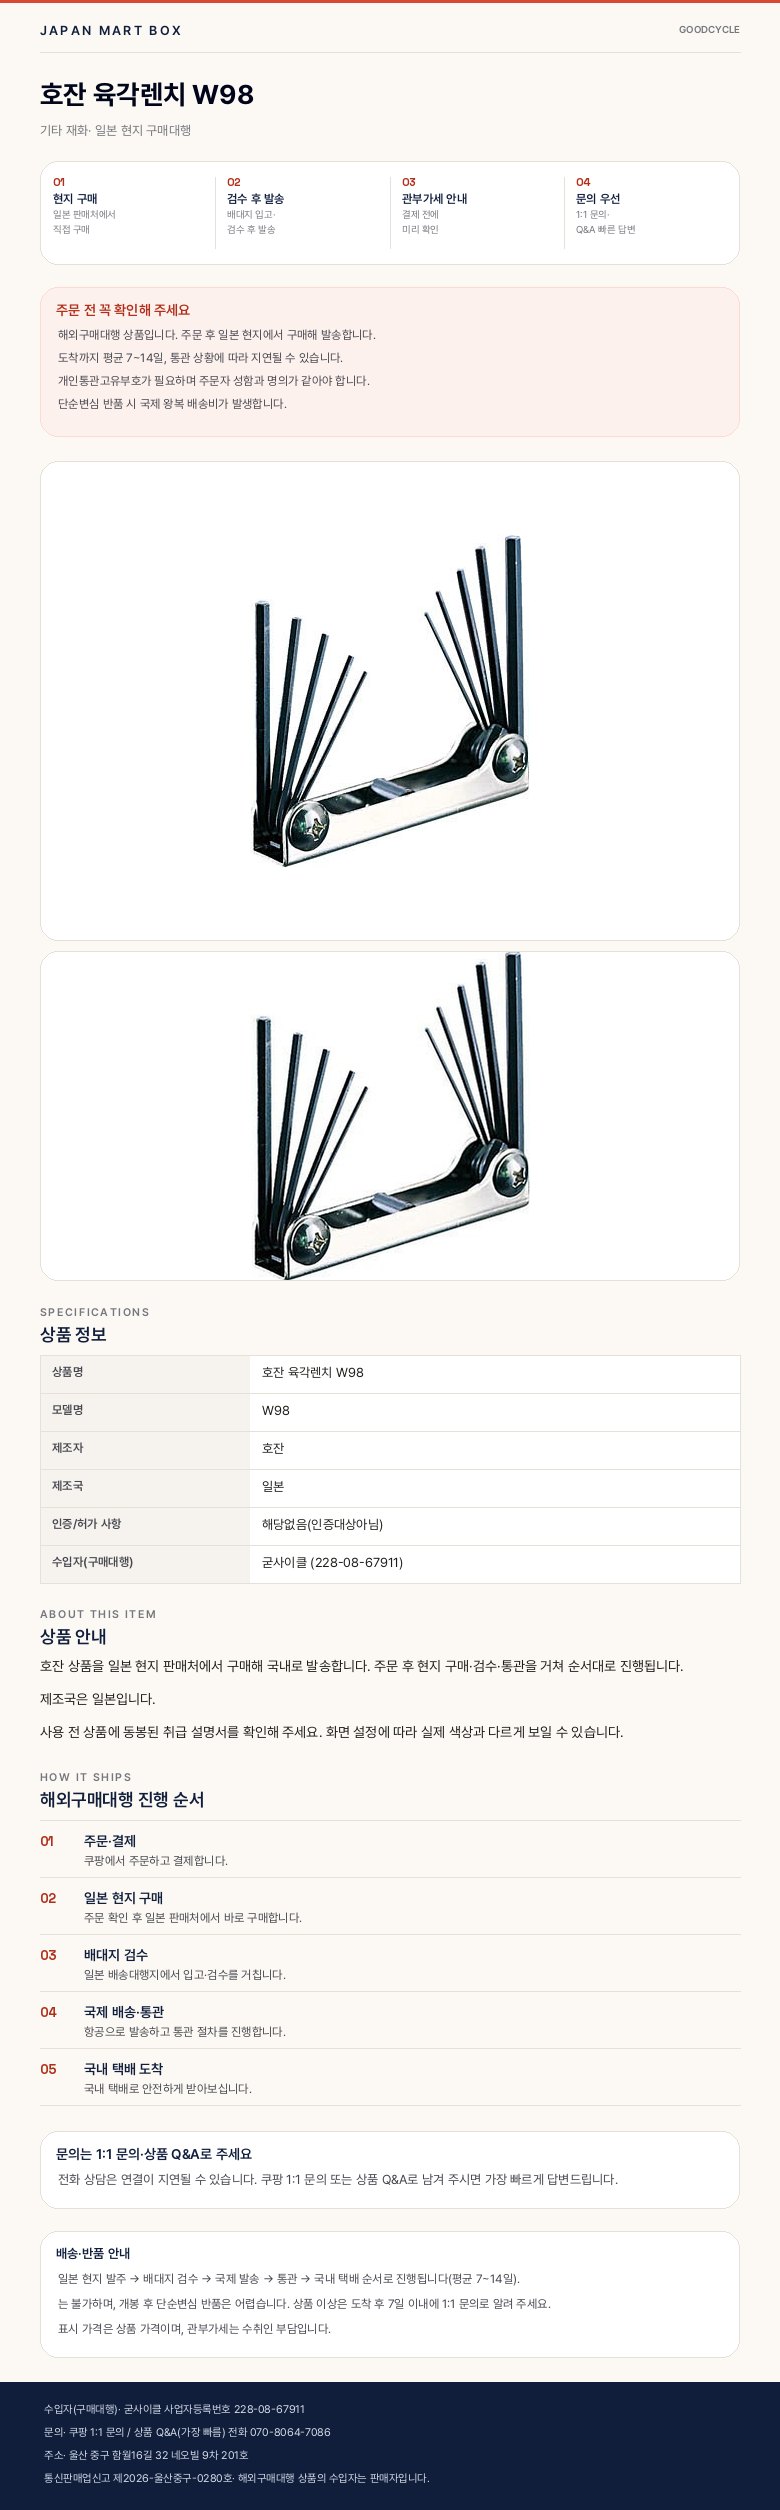 JAPAN MART BOX
GOODCYCLE
호잔 육각렌치 W98
기타 재화· 일본 현지 구매대행
01
현지 구매
일본 판매처에서
직접 구매
02
검수 후 발송
배대지 입고·
검수 후 발송
03
관부가세 안내
결제 전에
미리 확인
04
문의 우선
1:1 문의·
Q&A 빠른 답변
주문 전 꼭 확인해 주세요
해외구매대행 상품입니다. 주문 후 일본 현지에서 구매해 발송합니다.
도착까지 평균 7~14일, 통관 상황에 따라 지연될 수 있습니다.
개인통관고유부호가 필요하며 주문자 성함과 명의가 같아야 합니다.
단순변심 반품 시 국제 왕복 배송비가 발생합니다.
SPECIFICATIONS
상품 정보
상품명 호잔 육각렌치 W98
모델명 W98
제조자 호잔
제조국 일본
인증/허가 사항 해당없음(인증대상아님)
수입자(구매대행) 굳사이클 (228-08-67911)
ABOUT THIS ITEM
상품 안내
호잔 상품을 일본 현지 판매처에서 구매해 국내로 발송합니다. 주문 후 현지 구매·검수·통관을 거쳐 순서대로 진행됩니다.
제조국은 일본입니다.
사용 전 상품에 동봉된 취급 설명서를 확인해 주세요. 화면 설정에 따라 실제 색상과 다르게 보일 수 있습니다.
HOW IT SHIPS
해외구매대행 진행 순서
01 주문·결제
쿠팡에서 주문하고 결제합니다.
02 일본 현지 구매
주문 확인 후 일본 판매처에서 바로 구매합니다.
03 배대지 검수
일본 배송대행지에서 입고·검수를 거칩니다.
04 국제 배송·통관
항공으로 발송하고 통관 절차를 진행합니다.
05 국내 택배 도착
국내 택배로 안전하게 받아보십니다.
문의는 1:1 문의·상품 Q&A로 주세요
전화 상담은 연결이 지연될 수 있습니다. 쿠팡 1:1 문의 또는 상품 Q&A로 남겨 주시면 가장 빠르게 답변드립니다.
배송·반품 안내
일본 현지 발주 → 배대지 검수 → 국제 발송 → 통관 → 국내 택배 순서로 진행됩니다(평균 7~14일).
는 불가하며, 개봉 후 단순변심 반품은 어렵습니다. 상품 이상은 도착 후 7일 이내에 1:1 문의로 알려 주세요.
표시 가격은 상품 가격이며, 관부가세는 수취인 부담입니다.
수입자(구매대행)· 굳사이클 사업자등록번호 228-08-67911
문의· 쿠팡 1:1 문의 / 상품 Q&A(가장 빠름) 전화 070-8064-7086
주소· 울산 중구 함월16길 32 네오빌 9차 201호
통신판매업신고 제2026-울산중구-0280호· 해외구매대행 상품의 수입자는 판매자입니다.